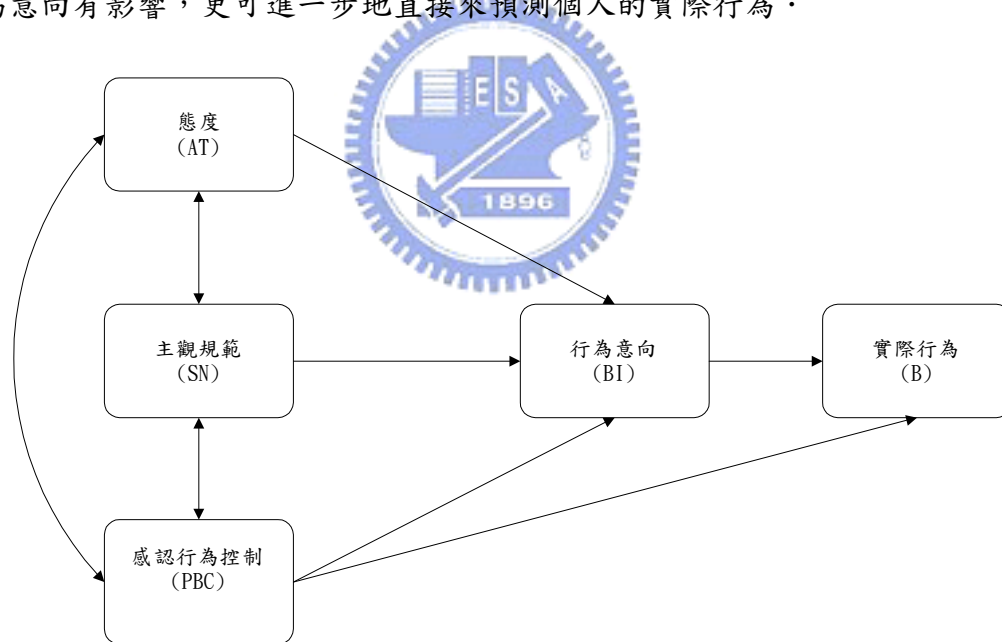 為意向有影響，更可進一步地直接來預測個人的實際行為．
E S A
1896
態度
(AT)
主觀規範
(SN)
行為意向
(BI)
實際行為
(B)
感認行為控制
(PBC)